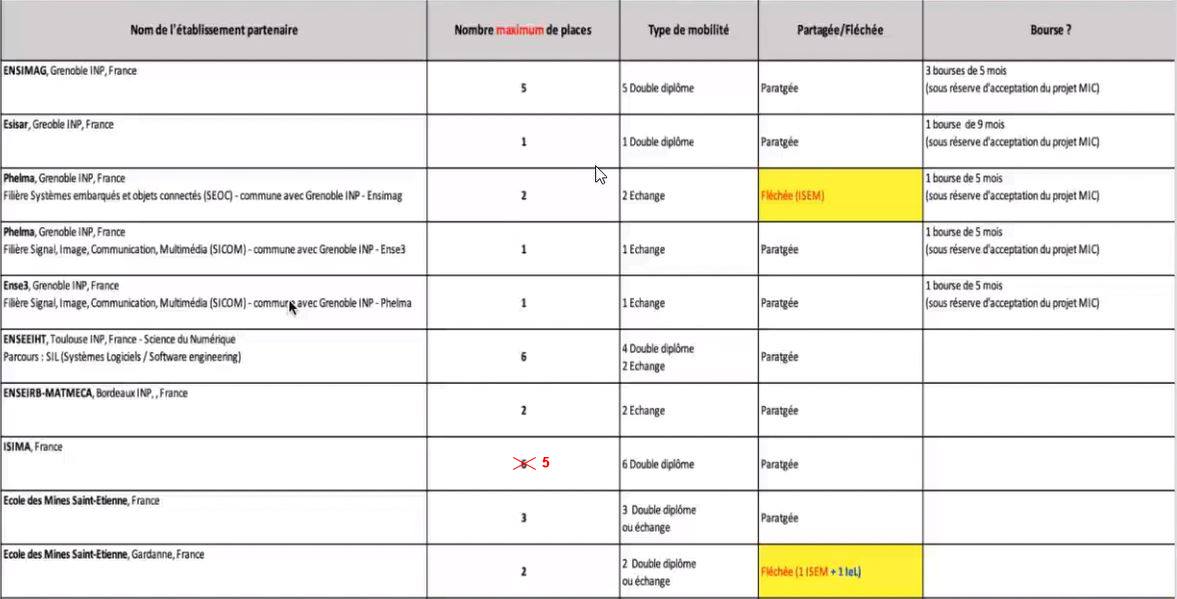 Nom de l'établissement partenaire
Nombre maximum de places
Type de mobilité
Partagée/Fléchée
Bourse ?
ENSIMAG, Grenoble INP, France
5
5 Double diplôme
Paratgée
3 bourses de 5 mois
(sous réserve d'acceptation du projet MIC)
Esisar, Greoble INP, France
1
1 Double diplôme
Paratgée
1 bourse de 9 mois
(sous réserve d'acceptation du projet MIC)
Phelma, Grenoble INP, France
Filière Systèmes embarqués et objets connectés (SEOC) - commune avec Grenoble INP - Ensimag
2
2 Echange
Fléchée (ISEM)
1 bourse de 5 mois
(sous réserve d'acceptation du projet MIC)
Phelma, Grenoble INP, France
Filière Signal, Image, Communication, Multimédia (SICOM) - commune avec Grenoble INP - Ense3
1
1 Echange
Paratgée
1 bourse de 5 mois
(sous réserve d'acceptation du projet MIC)
Ense3, Grenoble INP, France
Filière Signal, Image, Communication, Multimédia (SICOM) - commune avec Grenoble INP - Phelma
1
1 Echange
Paratgée
1 bourse de 5 mois
(sous réserve d'acceptation du projet MIC)
ENSEEIHT, Toulouse INP, France - Science du Numérique
Parcours : SIL (Systèmes Logiciels / Software engineering)
6
4 Double diplôme
2 Echange
Paratgée
ENSEIRB-MATMECA, Bordeaux INP, , France
2
2 Echange
Paratgée
ISIMA, France
6 5
6 Double diplôme
Paratgée
Ecole des Mines Saint-Etienne, France
3
3 Double diplôme
ou échange
Paratgée
Ecole des Mines Saint-Etienne, Gardanne, France
2
2 Double diplôme
ou échange
Fléchée (1 ISEM + 1 IeL)